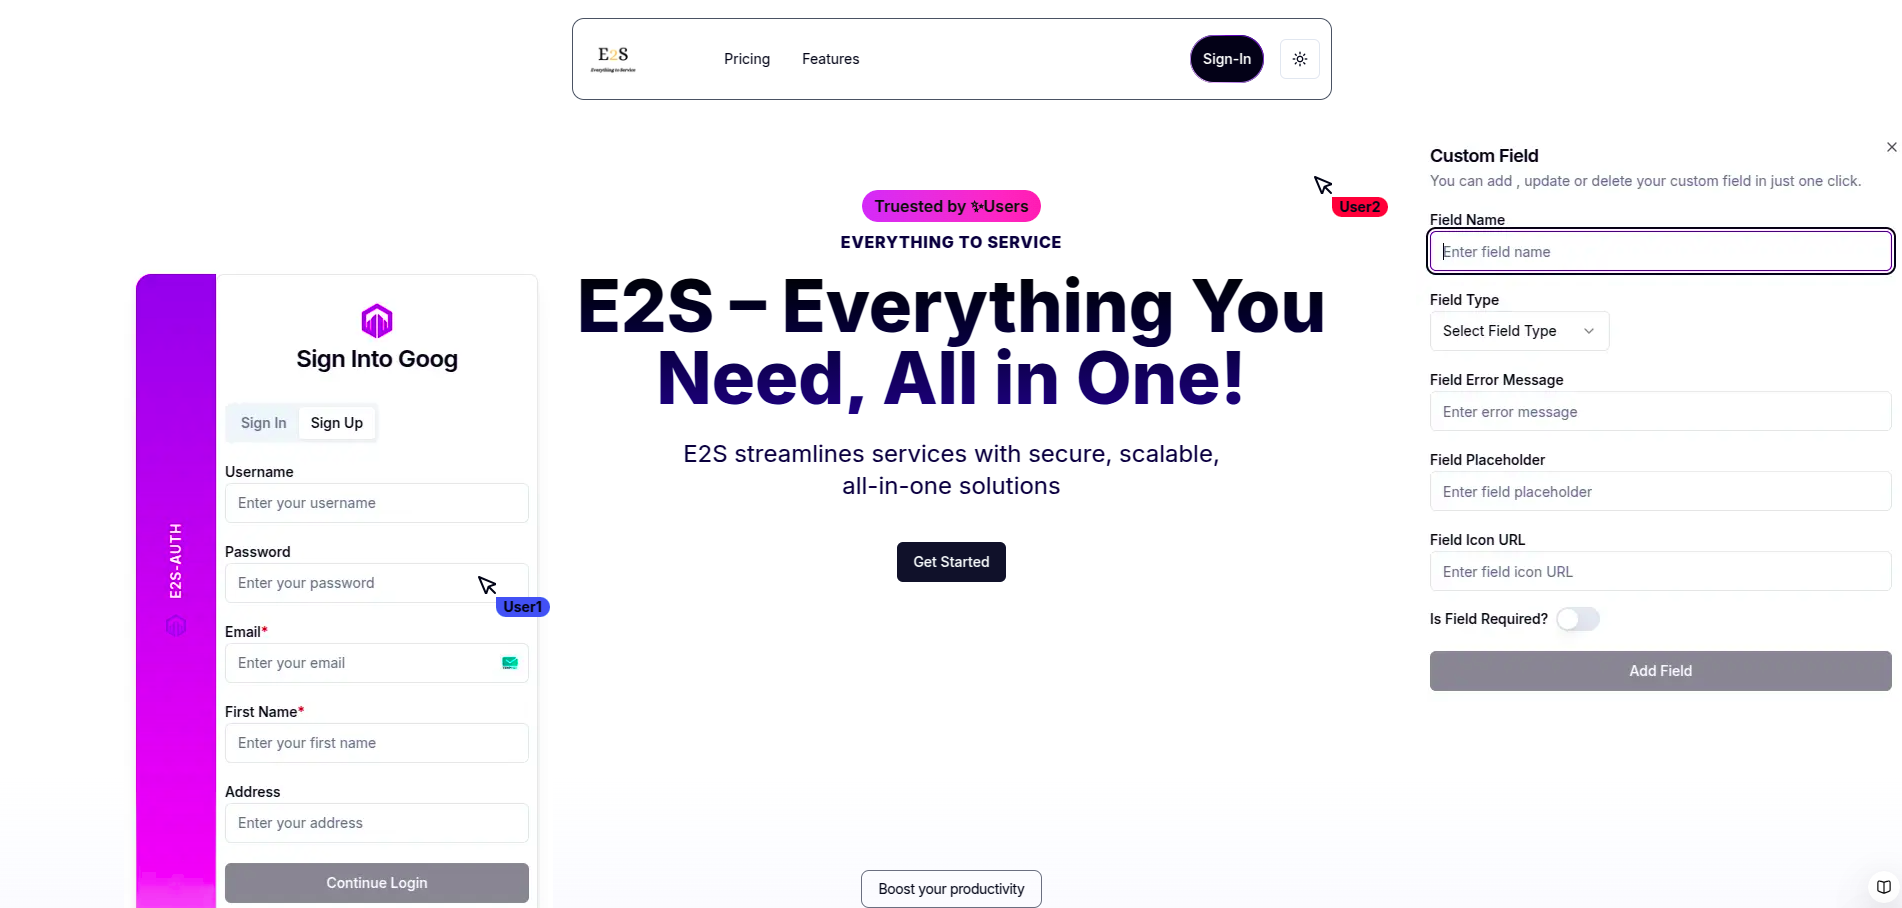 E2S
Everything to Service
Pricing
Features
Sign-In
Truested by ✨Users
EVERYTHING TO SERVICE
E2S – Everything You
Need, All in One!
E2S streamlines services with secure, scalable,
all-in-one solutions
Get Started
Boost your productivity
E2S-AUTH
Sign Into Goog
Sign In
Sign Up
Username
Enter your username
Password
Enter your password
User1
Email*
Enter your email
First Name*
Enter your first name
Address
Enter your address
Continue Login
User2
Custom Field
You can add , update or delete your custom field in just one click.
Field Name
Enter field name
Field Type
Select Field Type
Field Error Message
Enter error message
Field Placeholder
Enter field placeholder
Field Icon URL
Enter field icon URL
Is Field Required?
Add Field